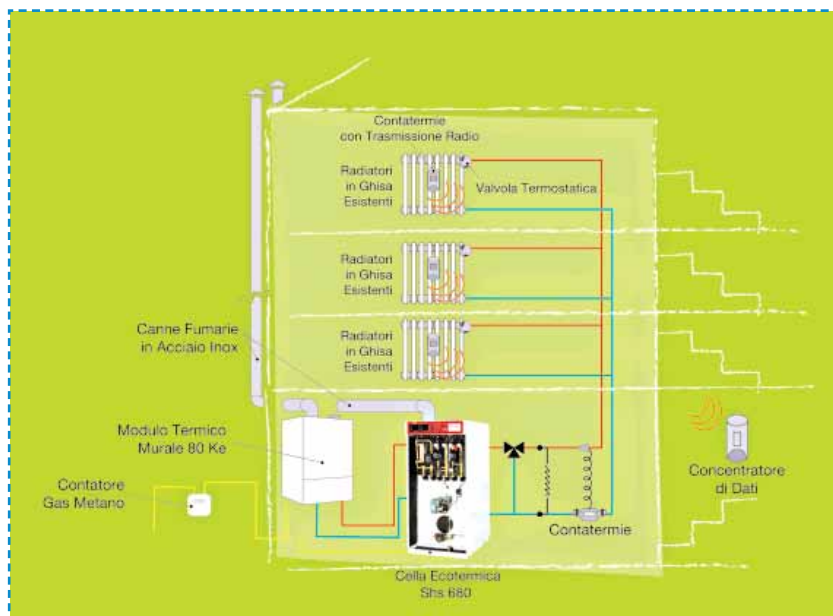 Contatermie
con Trasmissione Radio
Radiatori
in Ghisa
Esistenti
Valvola Termostatica
Radiatori
in Ghisa
Esistenti
Canne Fumarie
in Acciaio Inox
Radiatori
in Ghisa
Esistenti
Modulo Termico
Murale 80 Ke
Contatore
Gas Metano
Concentratore
di Dati
Contatermie
Cella Ecotermica
Shs 680